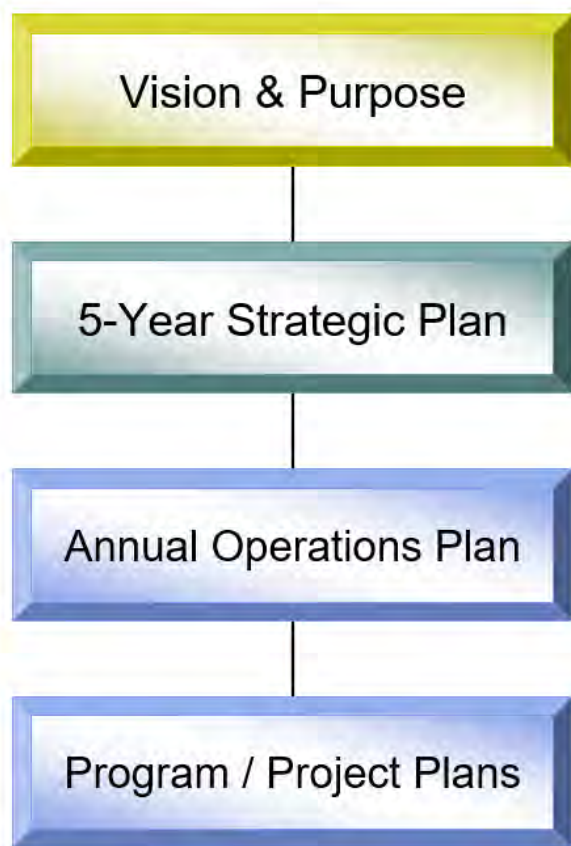 Vision & Purpose
5-Year Strategic Plan
Annual Operations Plan
Program / Project Plans